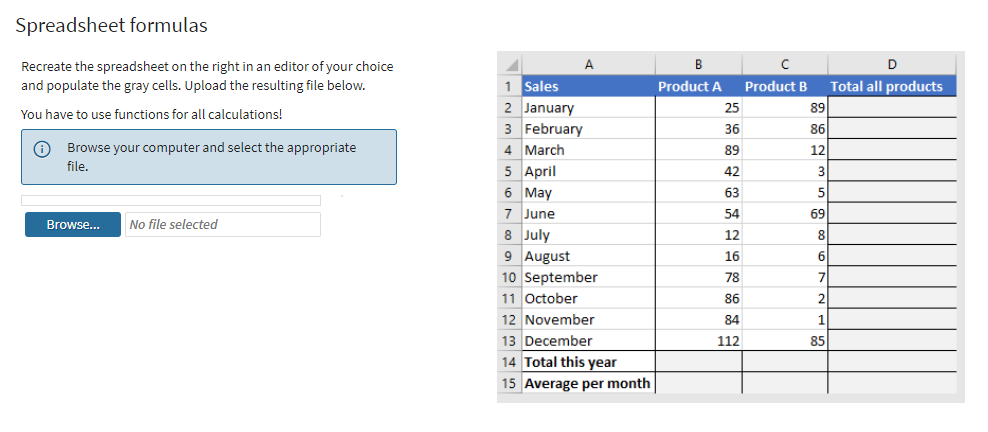 Spreadsheet formulas
Recreate the spreadsheet on the right in an editor of your choice
and populate the gray cells. Upload the resulting file below.
You have to use functions for all calculations!
Browse your computer and select the appropriate
file.
Browse... No file selected
A B C D
1 Sales Product A Product B Total all products
2 January 25 89
3 February 36 86
4 March 89 12
5 April 42 3
6 May 63 5
7 June 54 69
8 July 12 8
9 August 16 6
10 September 78 7
11 October 86 2
12 November 84 1
13 December 112 85
14 Total this year
15 Average per month